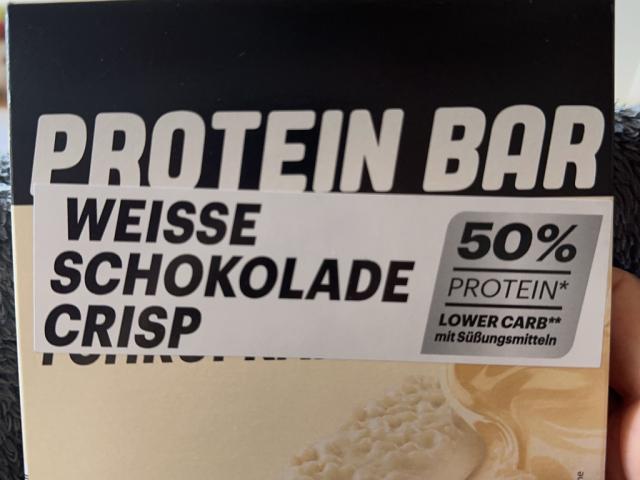 PROTEIN BAR
WEISSE
SCHOKOLADE
CRISP
50%
PROTEIN*
LOWER CARB**
mit Süßungsmitteln